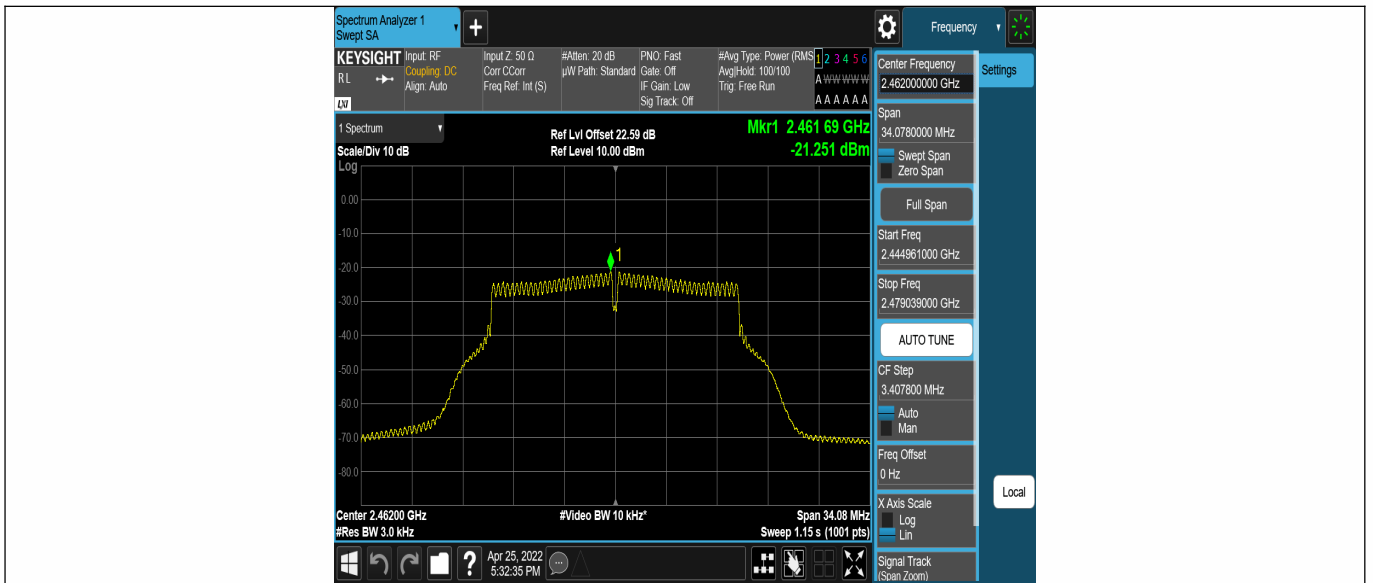 Spectrum Analyzer 1
Swept SA
+
Frequency
KEYSIGHT
R L
LXI
Input: RF
Coupling: DC
Align: Auto
Input Z: 50 Ω
Corr CCorr
Freq Ref: Int (S)
#Atten: 20 dB
µW Path: Standard
PNO: Fast
Gate: Off
IF Gain: Low
Sig Track: Off
#Avg Type: Power (RMS
Avg|Hold: 100/100
Trig: Free Run
1 2 3 4 5 6
A W W W W W
A A A A A A
1 Spectrum
Scale/Div 10 dB
Log
Ref Lvl Offset 22.59 dB
Ref Level 10.00 dBm
Mkr1 2.461 69 GHz
-21.251 dBm
0.00
-10.0
-20.0
-30.0
-40.0
-50.0
-60.0
-70.0
-80.0
1
Center 2.46200 GHz
#Res BW 3.0 kHz
#Video BW 10 kHz*
Span 34.08 MHz
Sweep 1.15 s (1001 pts)
Center Frequency
2.462000000 GHz
Settings
Span
34.0780000 MHz
Swept Span
Zero Span
Full Span
Start Freq
2.444961000 GHz
Stop Freq
2.479039000 GHz
AUTO TUNE
CF Step
3.407800 MHz
Auto
Man
Freq Offset
0 Hz
X Axis Scale
Log
Lin
Local
Signal Track
(Span Zoom)
?
Apr 25, 2022
5:32:35 PM